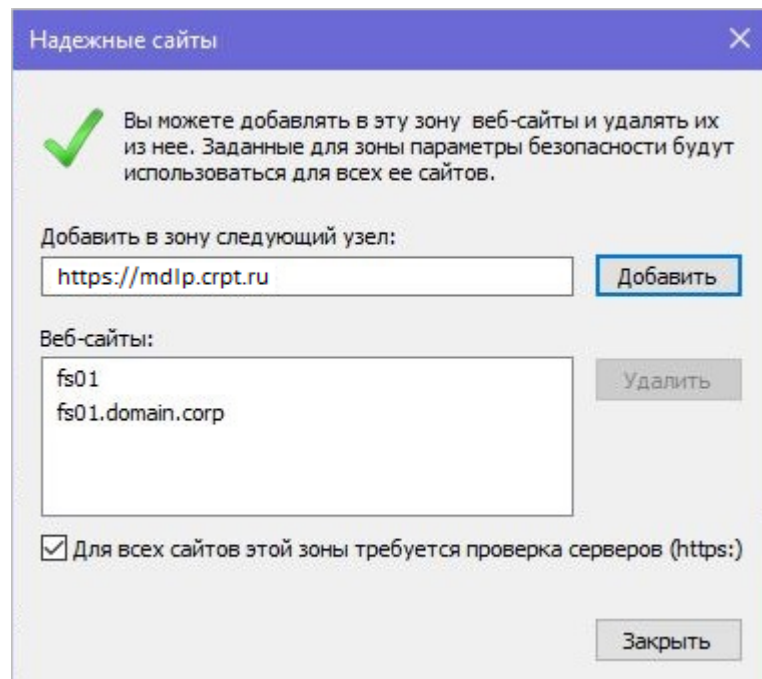 Надежные сайты
Вы можете добавлять в эту зону веб-сайты и удалять их
из нее. Заданные для зоны параметры безопасности будут
использоваться для всех ее сайтов.
Добавить в зону следующий узел:
https://mdlp.crpt.ru
Добавить
Веб-сайты:
fs01
Удалить
fs01.domain.corp
Для всех сайтов этой зоны требуется проверка серверов (https:)
Закрыть